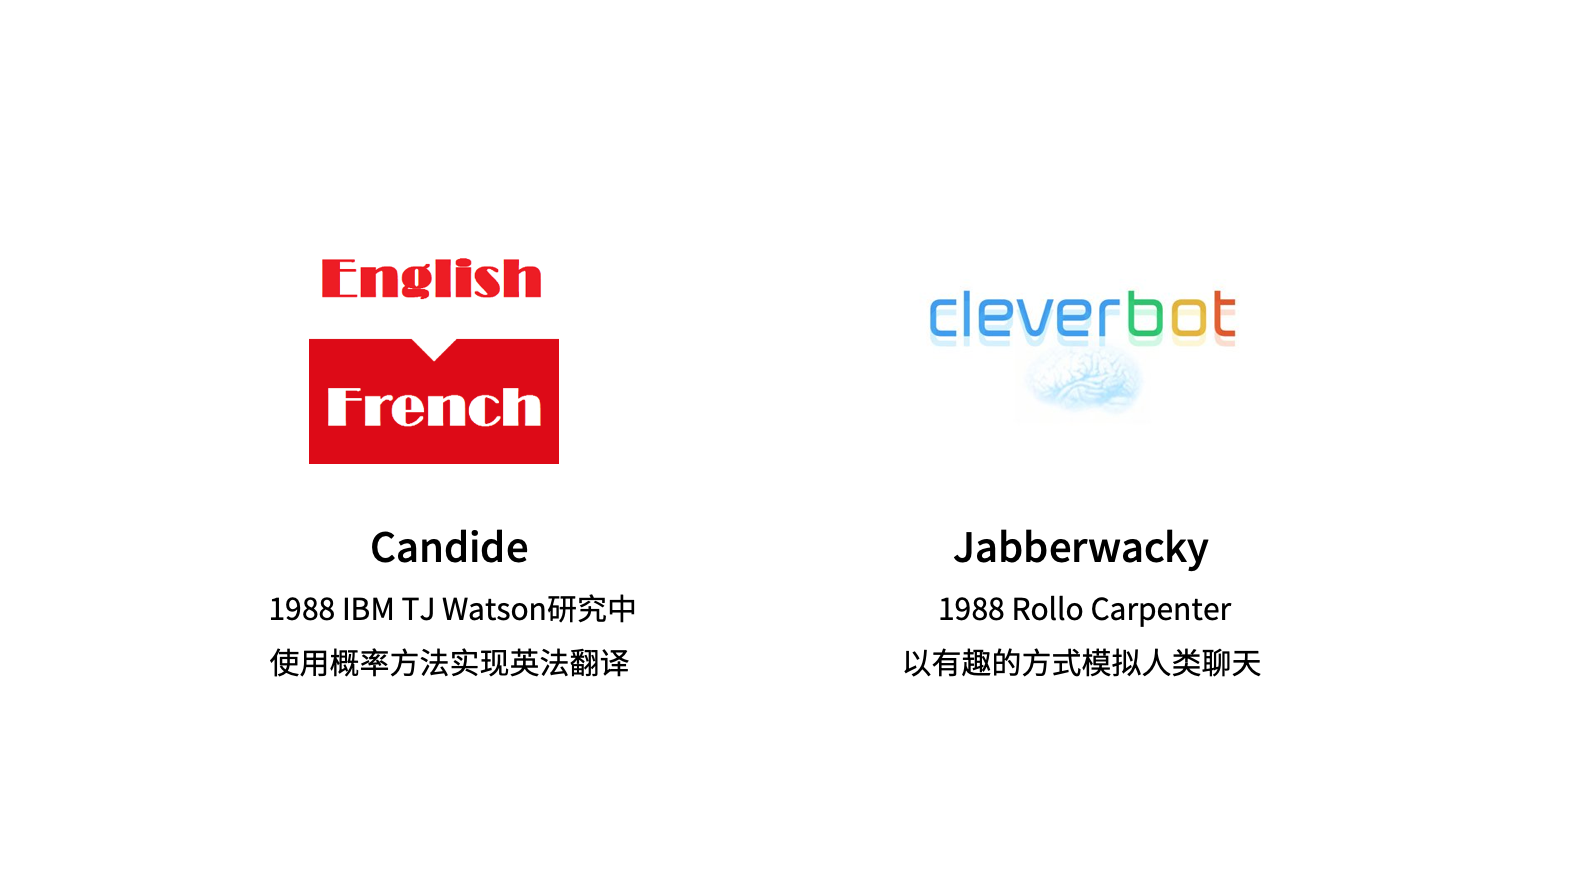 English
French
Candide
1988 IBM TJ Watson研究中
使用概率方法实现英法翻译
cleverbot
Jabberwacky
1988 Rollo Carpenter
以有趣的方式模拟人类聊天